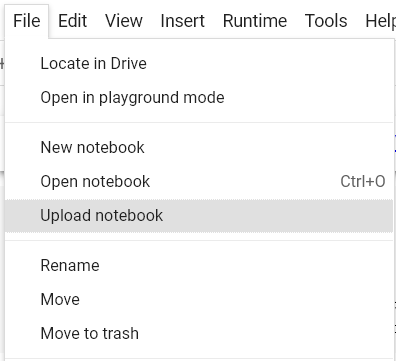 File Edit View Insert Runtime Tools Help
Locate in Drive
Open in playground mode
New notebook
Open notebook Ctrl+O
Upload notebook
Rename
Move
Move to trash